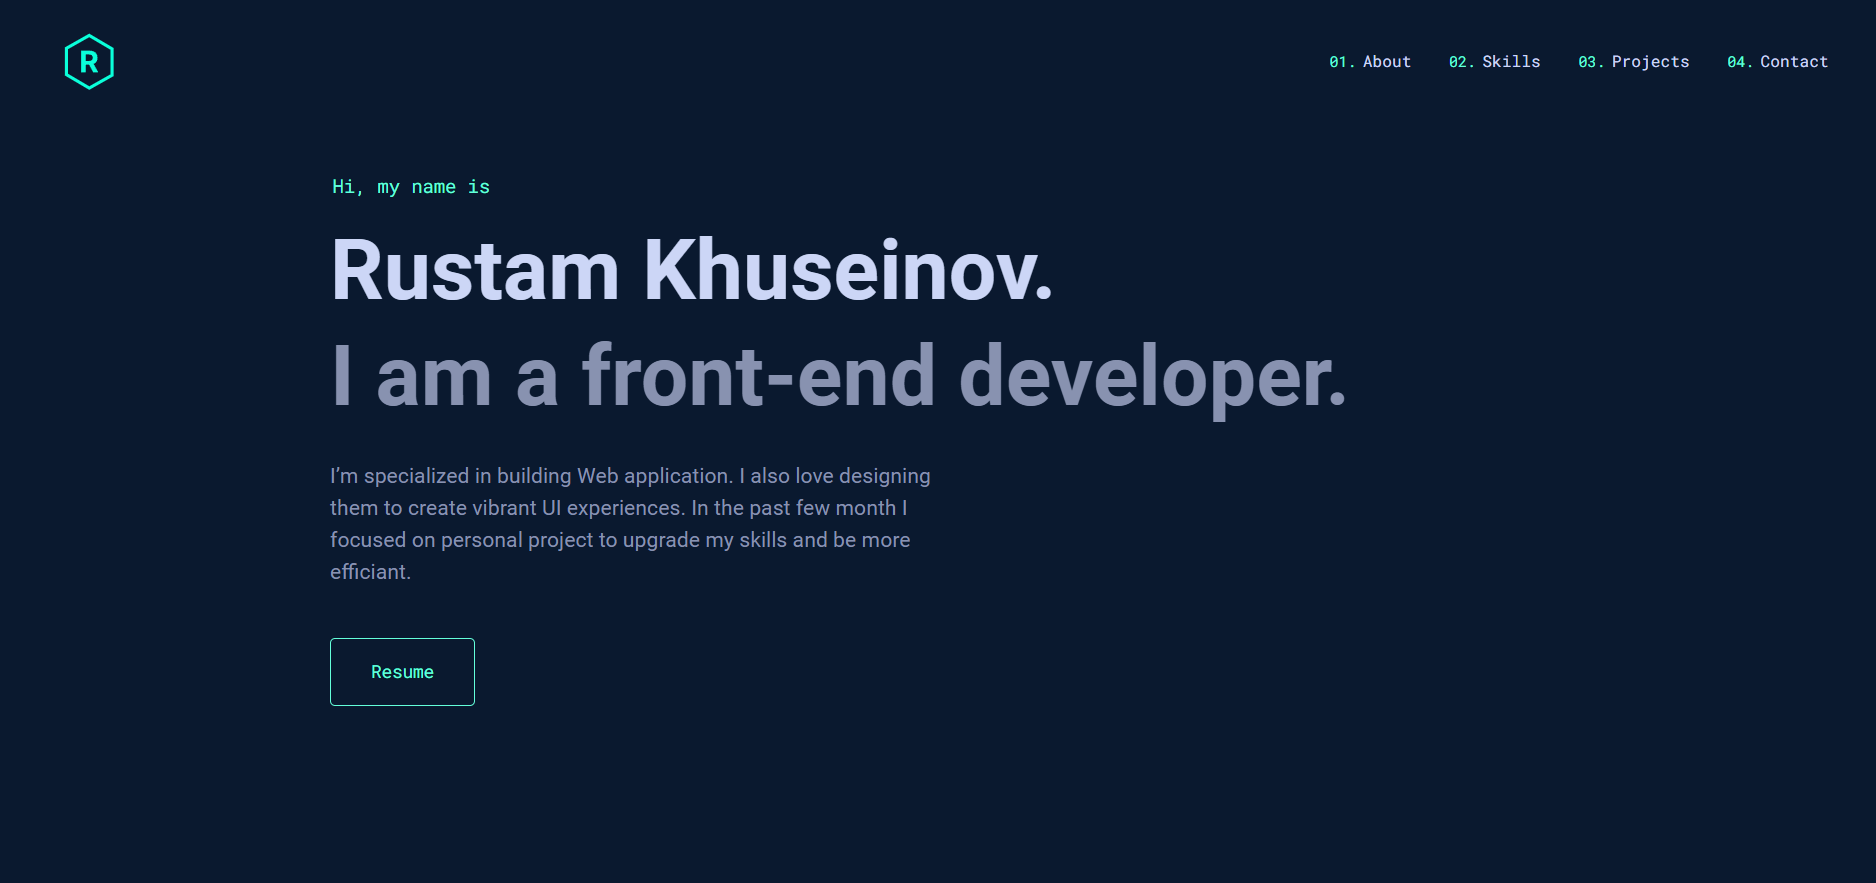 R
01. About 02. Skills 03. Projects 04. Contact
Hi, my name is
Rustam Khuseinov.
I am a front-end developer.
I’m specialized in building Web application. I also love designing
them to create vibrant UI experiences. In the past few month I
focused on personal project to upgrade my skills and be more
efficiant.
Resume